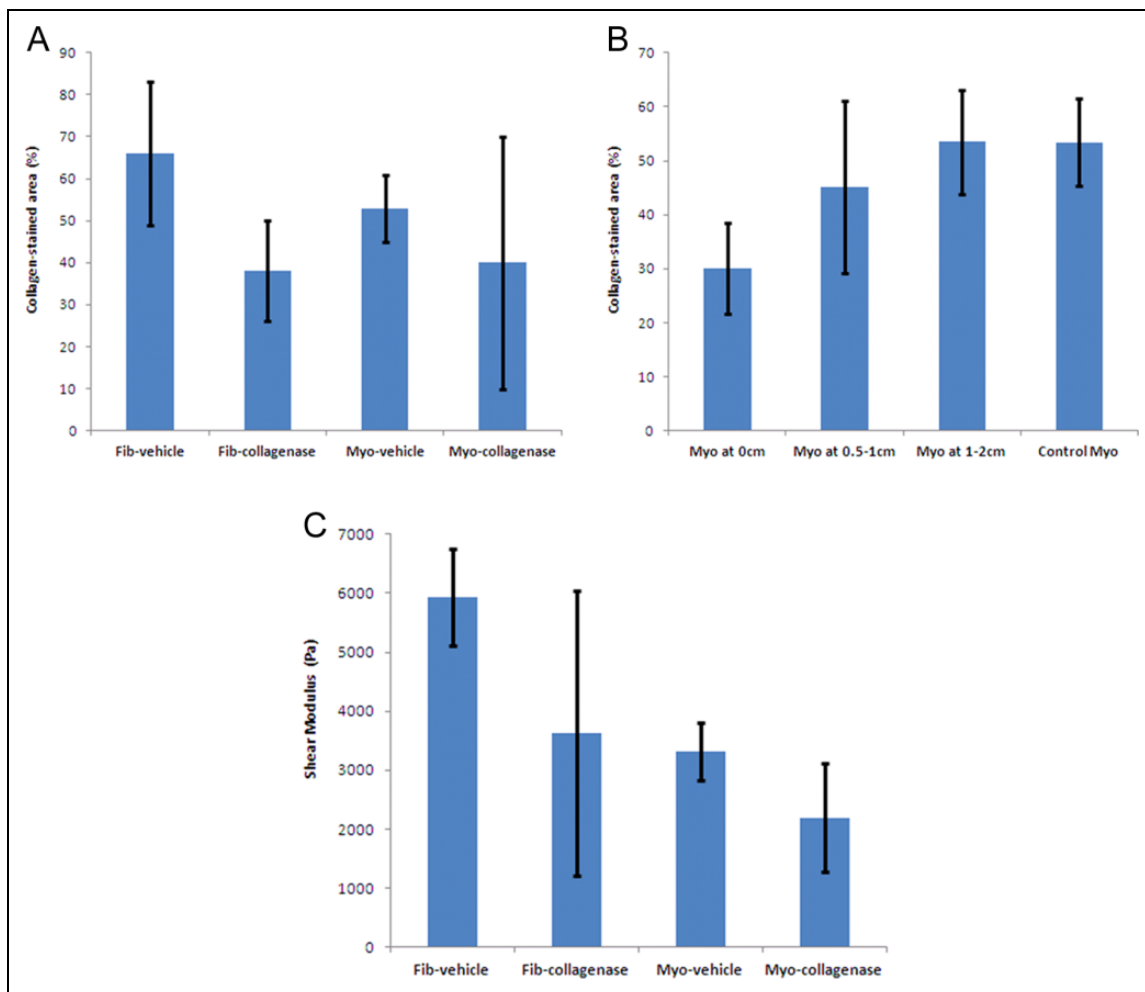 A
Collagen-stained area (%)
90
80
70
60
50
40
30
20
10
0
Fib-vehicle Fib-collagenase Myo-vehicle Myo-collagenase
B
Collagen-stained area (%)
70
60
50
40
30
20
10
0
Myo at 0cm Myo at 0.5-1cm Myo at 1-2cm Control Myo
C
Shear Modulus (Pa)
7000
6000
5000
4000
3000
2000
1000
0
Fib-vehicle Fib-collagenase Myo-vehicle Myo-collagenase